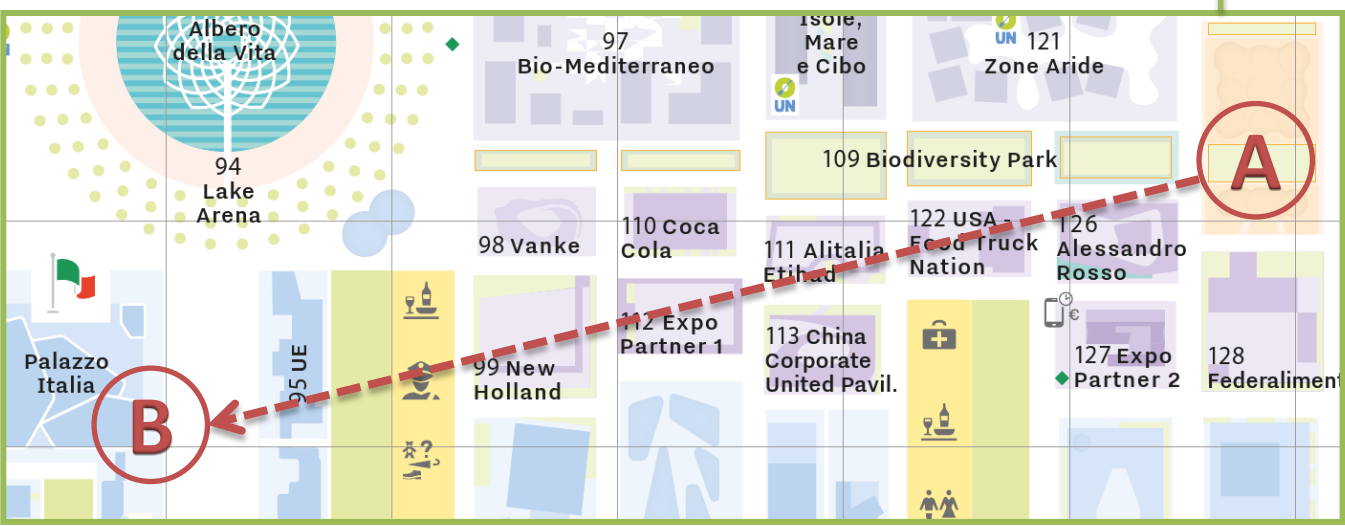 Albero
della Vita
94
Lake
Arena
97
Bio-Mediterraneo
Isole,
Mare
e Cibo
UN
UN
121
Zone Aride
109 Biodiversity Park
A
98 Vanke
110 Coca
Cola
111 Alitalia
Etihad
122 USA -
Food Truck
Nation
126
Alessandro
Rosso
Palazzo
Italia
B
95 UE
99 New
Holland
112 Expo
Partner 1
113 China
Corporate
United Pavil.
€
127 Expo
Partner 2
128
Federaliment
?